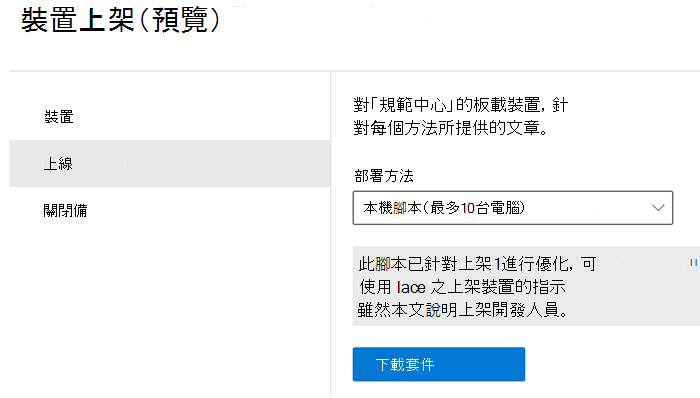 裝置上架（預覽）
裝置
上線
關閉備
對「規範中心」的板載裝置，針
對每個方法所提供的文章。
部署方法
本機腳本（最多10台電腦）
此腳本已針對上架1進行優化，可
使用 lace 之上架裝置的指示
雖然本文說明上架開發人員。
下載套件